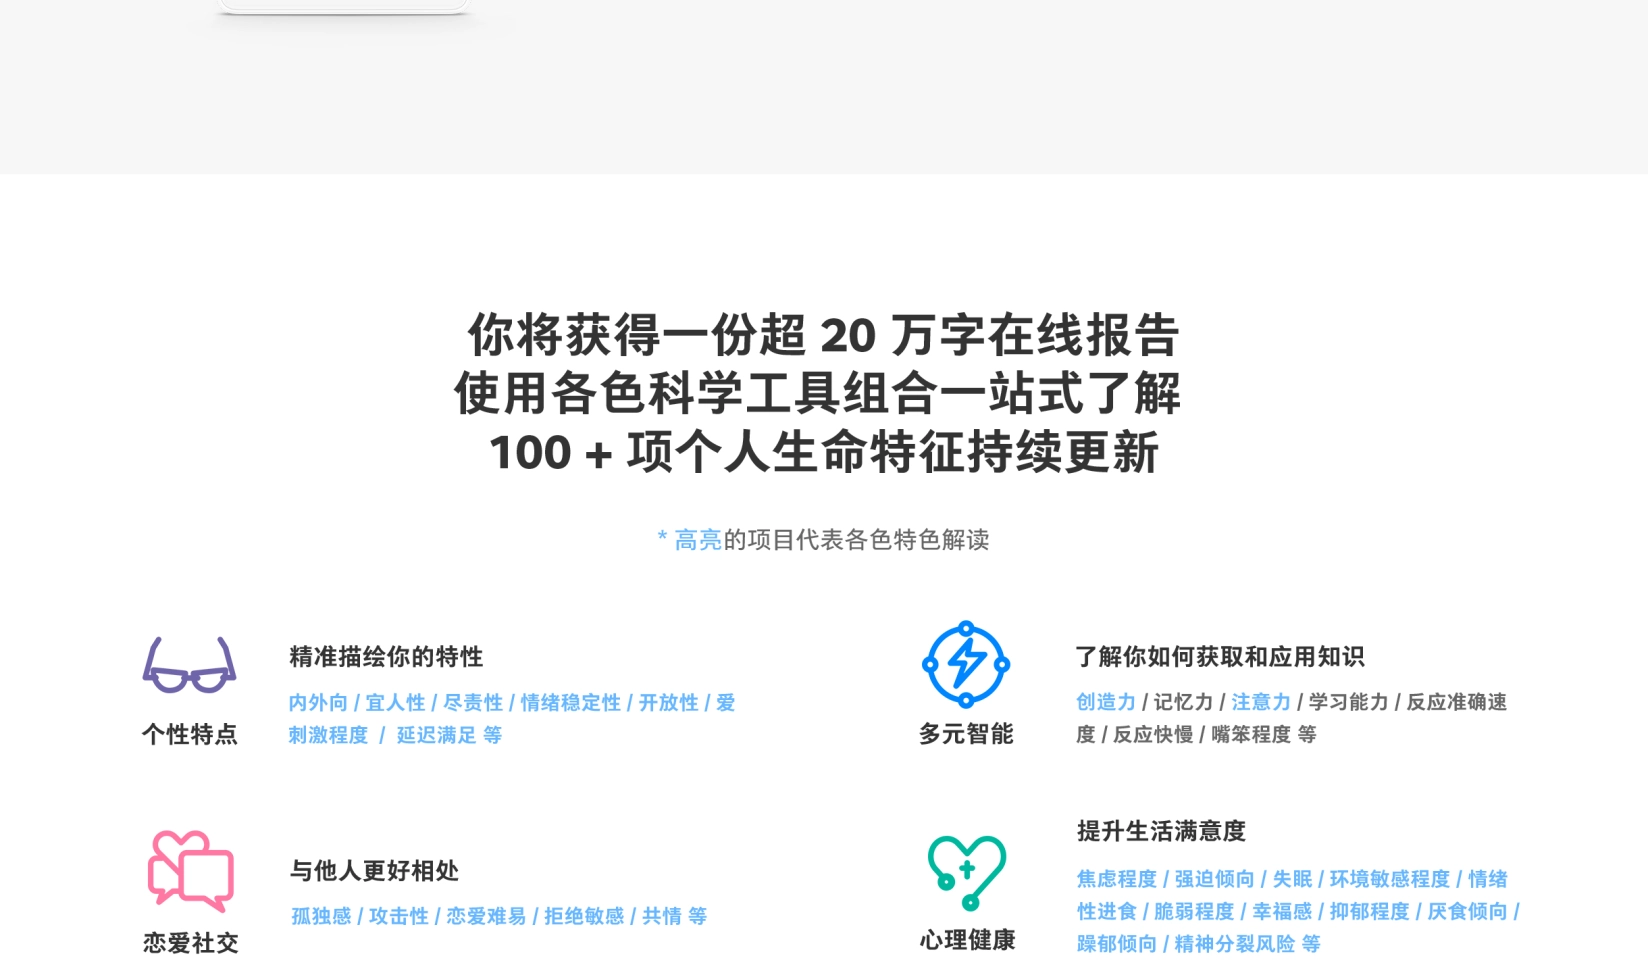 你将获得一份超 20 万字在线报告
使用各色科学工具组合一站式了解
100 + 项个人生命特征持续更新
* 高亮的项目代表各色特色解读
精准描绘你的特性
内外向 / 宜人性 / 尽责性 / 情绪稳定性 / 开放性 / 爱
刺激程度 / 延迟满足 等
个性特点
了解你如何获取和应用知识
创造力 / 记忆力 / 注意力 / 学习能力 / 反应准确速
度 / 反应快慢 / 嘴笨程度 等
多元智能
与他人更好相处
孤独感 / 攻击性 / 恋爱难易 / 拒绝敏感 / 共情 等
恋爱社交
提升生活满意度
焦虑程度 / 强迫倾向 / 失眠 / 环境敏感程度 / 情绪
性进食 / 脆弱程度 / 幸福感 / 抑郁程度 / 厌食倾向 /
躁郁倾向 / 精神分裂风险 等
心理健康